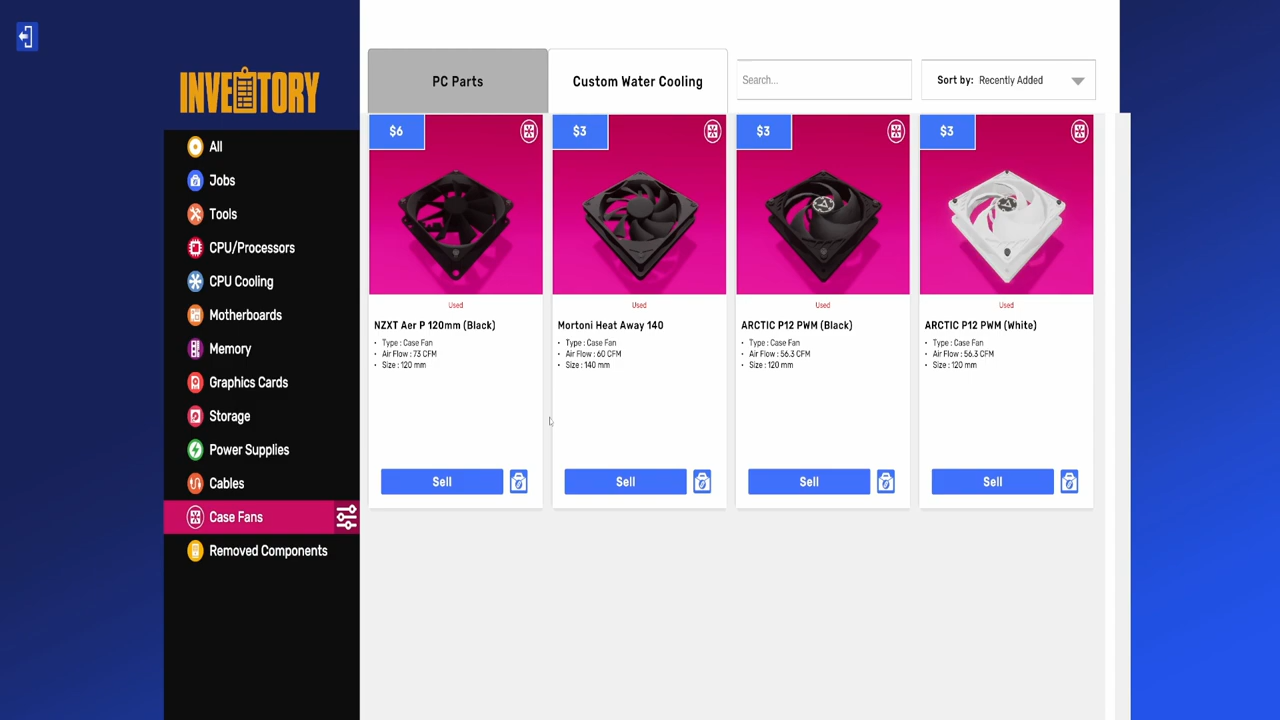 INVENTORY
All
Jobs
Tools
CPU/Processors
CPU Cooling
Motherboards
Memory
Graphics Cards
Storage
Power Supplies
Cables
Case Fans
Removed Components
PC Parts
Custom Water Cooling
Search...
Sort by: Recently Added
$6
Used
NZXT Aer P 120mm (Black)
• Type : Case Fan
• Air Flow : 73 CFM
• Size : 120 mm
Sell
$3
Used
Mortoni Heat Away 140
• Type : Case Fan
• Air Flow : 60 CFM
• Size : 140 mm
Sell
$3
Used
ARCTIC P12 PWM (Black)
• Type : Case Fan
• Air Flow : 56.3 CFM
• Size : 120 mm
Sell
$3
Used
ARCTIC P12 PWM (White)
• Type : Case Fan
• Air Flow : 56.3 CFM
• Size : 120 mm
Sell